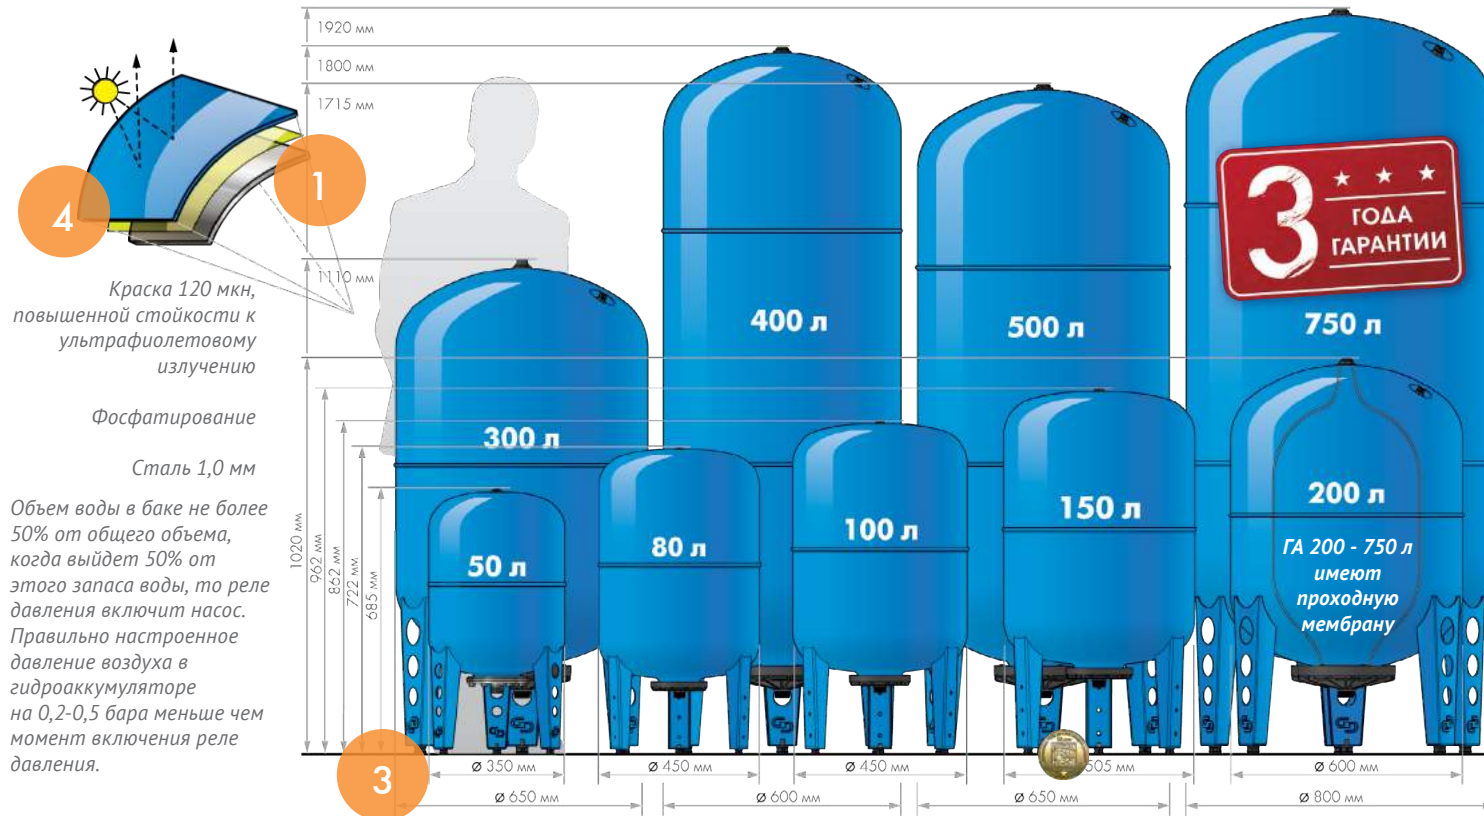 1920 мм
1800 мм
1715 мм
1110 мм
1
4
Краска 120 мкн,
повышенной стойкости к
ультрафиолетовому
излучению
Фосфатирование
Сталь 1,0 мм
Объем воды в баке не более
50% от общего объема,
когда выйдет 50% от
этого запаса воды, то реле
давления включит насос.
Правильно настроенное
давление воздуха в
гидроаккумуляторе
на 0,2-0,5 бара меньше чем
момент включения реле
давления.
1020 мм
962 мм
862 мм
722 мм
685 мм
3
ГОДА
ГАРАНТИИ
400 л
500 л
750 л
300 л
50 л
80 л
100 л
150 л
200 л
ГА 200 - 750 л
имеют
проходную
мембрану
3
Ø 350 мм
Ø 450 мм
Ø 450 мм
505 мм
Ø 600 мм
Ø 650 мм
Ø 600 мм
Ø 650 мм
Ø 800 мм